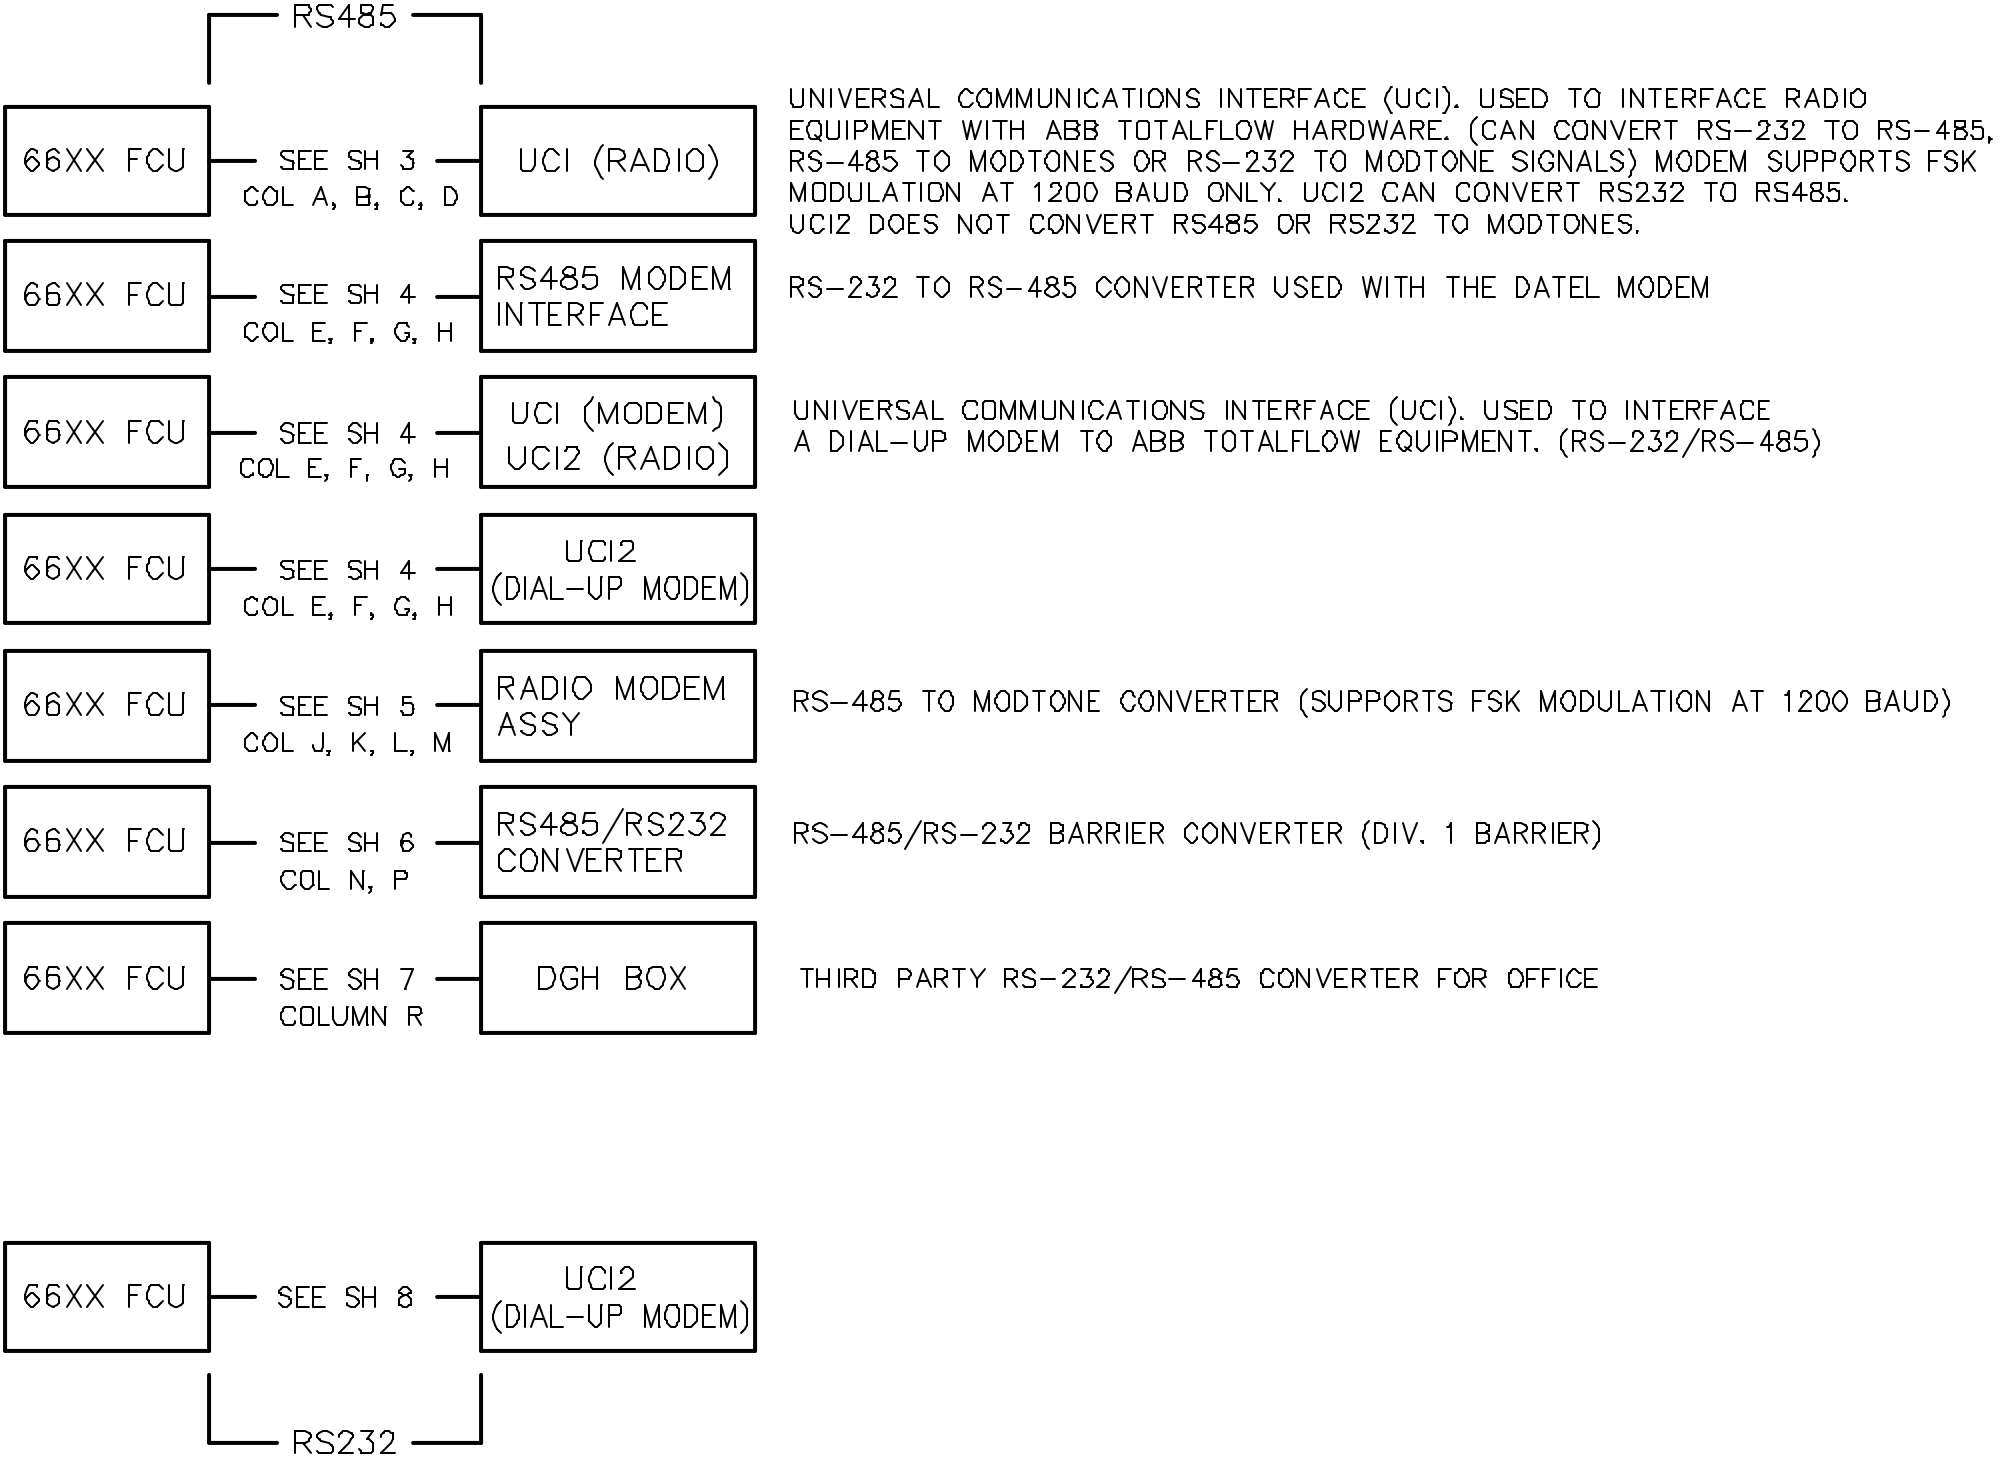 RS485
66XX FCU
SEE SH 3
COL A, B, C, D
UCI (RADIO)
UNIVERSAL COMMUNICATIONS INTERFACE (UCI). USED TO INTERFACE RADIO
EQUIPMENT WITH ABB TOTALFLOW HARDWARE. (CAN CONVERT RS-232 TO RS-485,
RS-485 TO MODTONES OR RS-232 TO MODTONE SIGNALS) MODEM SUPPORTS FSK
MODULATION AT 1200 BAUD ONLY. UCI2 CAN CONVERT RS232 TO RS485.
UCI2 DOES NOT CONVERT RS485 OR RS232 TO MODTONES.
66XX FCU
SEE SH 4
COL E, F, G, H
RS485 MODEM
INTERFACE
RS-232 TO RS-485 CONVERTER USED WITH THE DATEL MODEM
66XX FCU
SEE SH 4
COL E, F, G, H
UCI (MODEM)
UCI2 (RADIO)
UNIVERSAL COMMUNICATIONS INTERFACE (UCI). USED TO INTERFACE
A DIAL-UP MODEM TO ABB TOTALFLOW EQUIPMENT. (RS-232/RS-485)
66XX FCU
SEE SH 4
COL E, F, G, H
UCI2
(DIAL-UP MODEM)
66XX FCU
SEE SH 5
COL J, K, L, M
RADIO MODEM
ASSY
RS-485 TO MODTONE CONVERTER (SUPPORTS FSK MODULATION AT 1200 BAUD)
66XX FCU
SEE SH 6
COL N, P
RS485/RS232
CONVERTER
RS-485/RS-232 BARRIER CONVERTER (DIV. 1 BARRIER)
66XX FCU
SEE SH 7
COLUMN R
DGH BOX
THIRD PARTY RS-232/RS-485 CONVERTER FOR OFFICE
66XX FCU
SEE SH 8
UCI2
(DIAL-UP MODEM)
RS232